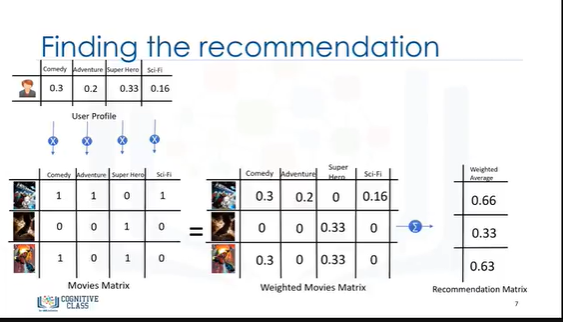 Finding the recommendation
Comedy Adventure Super Hero Sci-Fi
0.3 0.2 0.33 0.16
User Profile
X X X X
Comedy Adventure Super Hero Sci-Fi
1 1 0 1
0 0 1 0
1 0 1 0
Movies Matrix
=
Comedy Adventure Super Hero Sci-Fi
0.3 0.2 0 0.16
0 0 0.33 0
0.3 0 0.33 0
Weighted Movies Matrix
Σ
Weighted
Average
0.66
0.33
0.63
Recommendation Matrix
COGNITIVE
CLASS
7